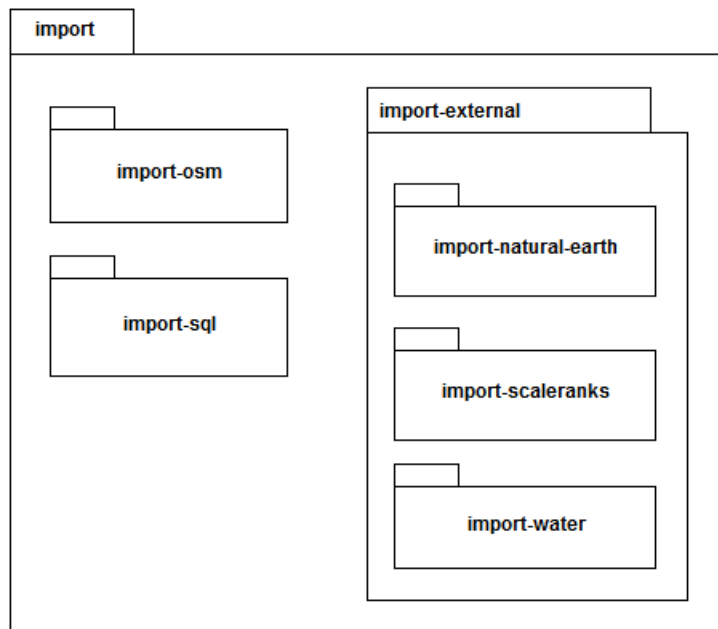 import
import-osm
import-sql
import-external
import-natural-earth
import-scaleranks
import-water